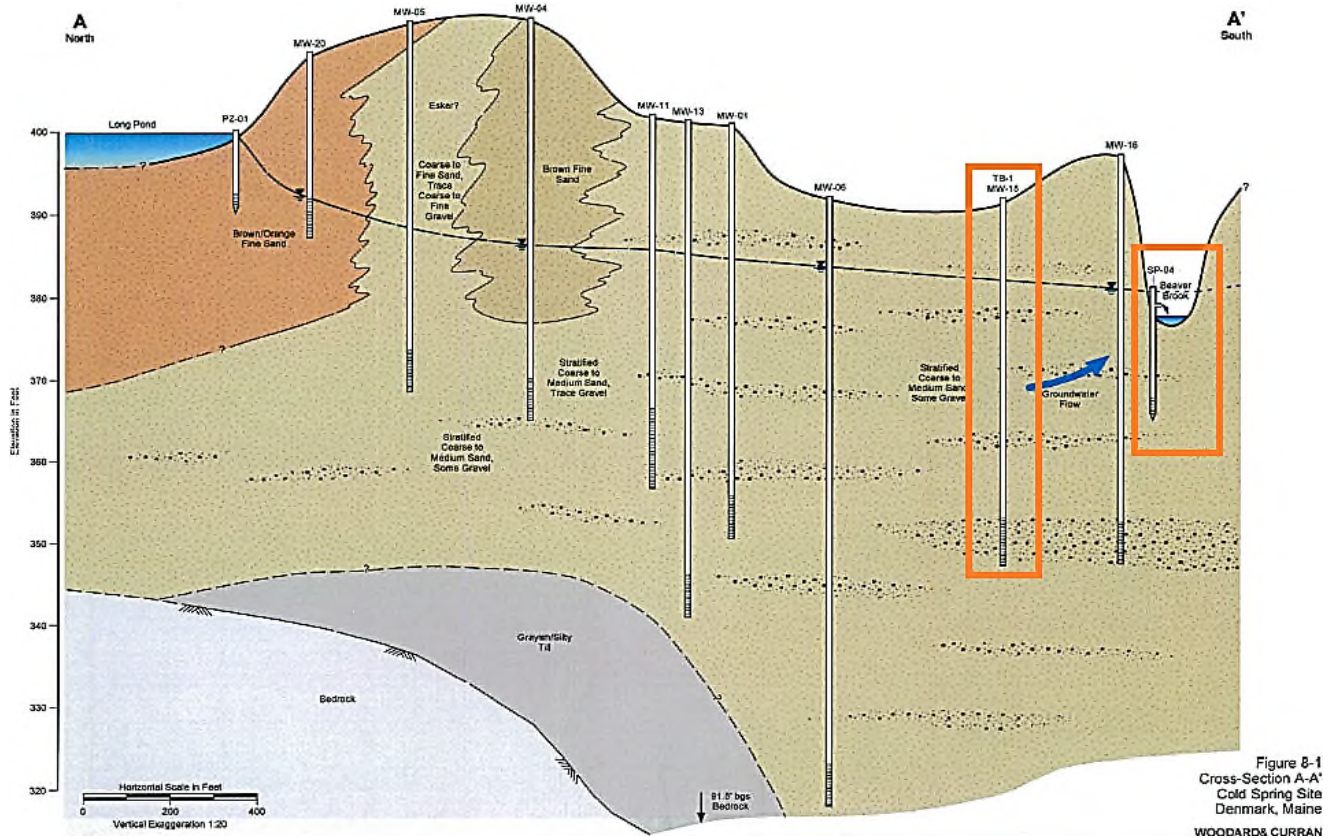 A
North
A'
South
MW-05
MW-04
MW-20
PZ-01
Long Pond
MW-11
MW-13
MW-01
MW-16
TB-1
MW-15
MW-06
SP-04
Beaver
Brook
Esker?
Coarse to
Fine Sand,
Trace
Coarse to
Fine
Gravel
Brown Fine
Sand
Brown/Orange
Fine Sand
Stratified
Coarse to
Medium Sand,
Trace Gravel
Stratified
Coarse to
Medium Sand,
Some Gravel
Stratified
Coarse to
Medium Sand
Some Gravel
Groundwater
Flow
Grayish/Silty
Till
Bedrock
91.5' bgs
Bedrock
?
?
?
?
?
400
390
380
370
360
350
340
330
320
Elevation in Feet
Horizontal Scale in Feet
0
200
400
Vertical Exaggeration 1:20
Figure 8-1
Cross-Section A-A'
Cold Spring Site
Denmark, Maine
WOODARD& CURRAN